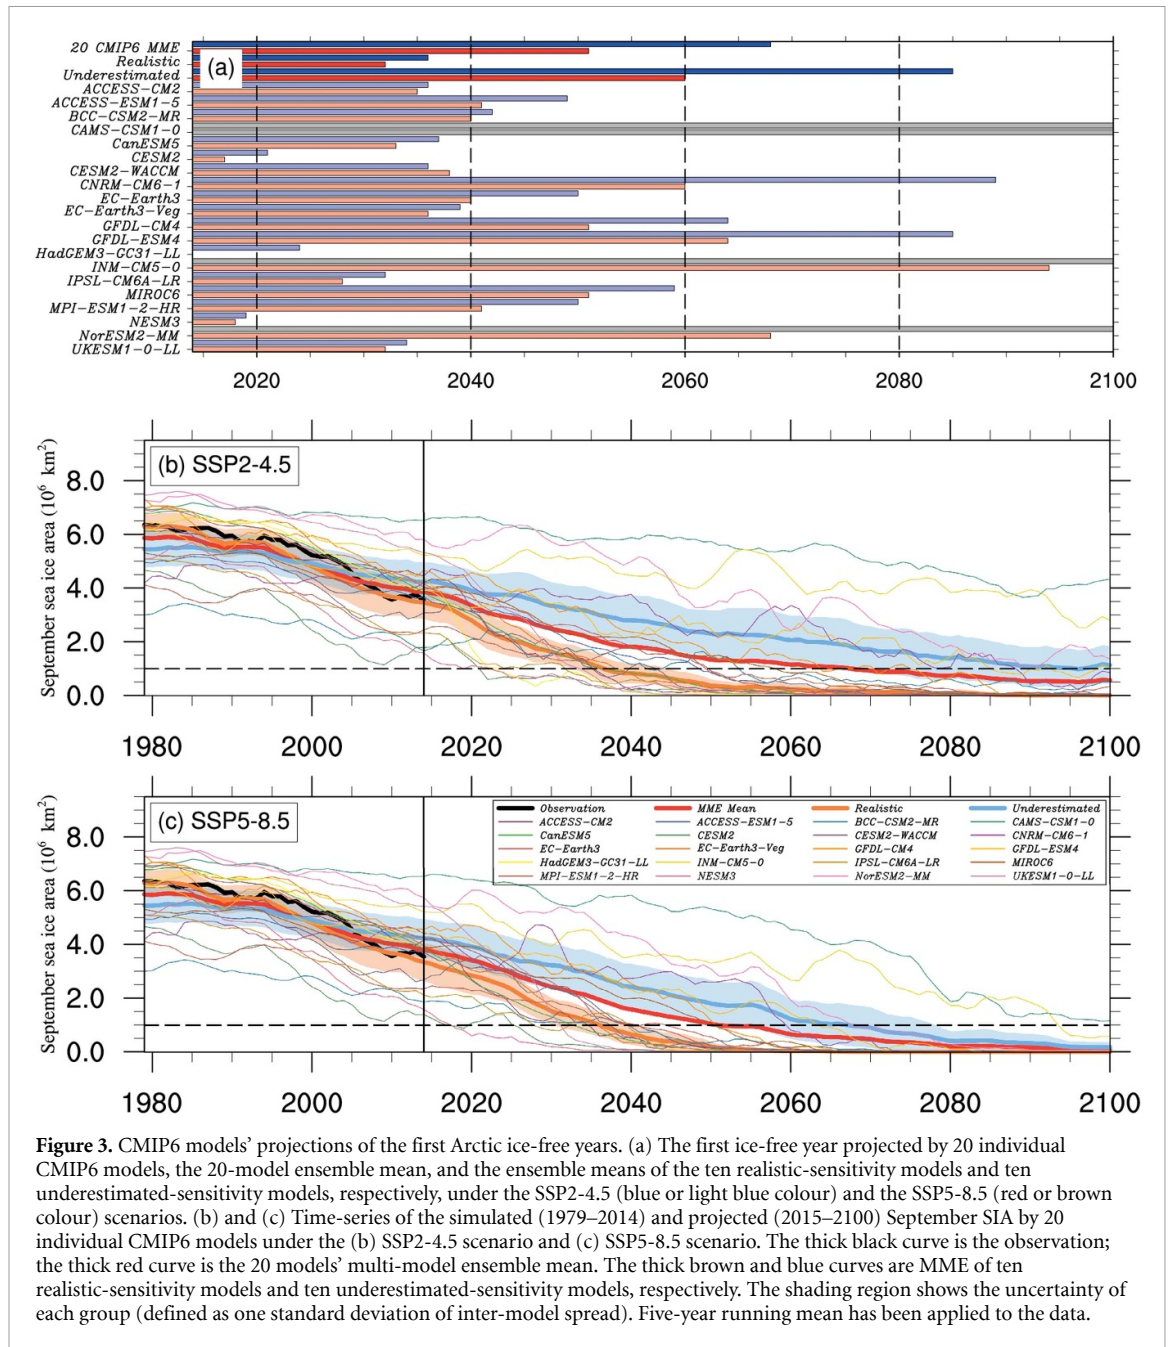 20 CMIP6 MME
Realistic
Underestimated
ACCESS-CM2
ACCESS-ESM1-5
BCC-CSM2-MR
CAMS-CSM1-0
CanESM5
CESM2
CESM2-WACCM
CNRM-CM6-1
EC-Earth3
EC-Earth3-Veg
GFDL-CM4
GFDL-ESM4
HadGEM3-GC31-LL
INM-CM5-0
IPSL-CM6A-LR
MIROC6
MPI-ESM1-2-HR
NESM3
NorESM2-MM
UKESM1-0-LL
(a)
2020 2040 2060 2080 2100
September sea ice area (10⁶ km²)
(b) SSP2-4.5
8.0
6.0
4.0
2.0
0.0
1980 2000 2020 2040 2060 2080 2100
September sea ice area (10⁶ km²)
(c) SSP5-8.5
8.0
6.0
4.0
2.0
0.0
Observation MME Mean Realistic Underestimated
ACCESS-CM2 ACCESS-ESM1-5 BCC-CSM2-MR CAMS-CSM1-0
CanESM5 CESM2 CESM2-WACCM CNRM-CM6-1
EC-Earth3 EC-Earth3-Veg GFDL-CM4 GFDL-ESM4
HadGEM3-GC31-LL INM-CM5-0 IPSL-CM6A-LR MIROC6
MPI-ESM1-2-HR NESM3 NorESM2-MM UKESM1-0-LL
1980 2000 2020 2040 2060 2080 2100
Figure 3. CMIP6 models' projections of the first Arctic ice-free years. (a) The first ice-free year projected by 20 individual
CMIP6 models, the 20-model ensemble mean, and the ensemble means of the ten realistic-sensitivity models and ten
underestimated-sensitivity models, respectively, under the SSP2-4.5 (blue or light blue colour) and the SSP5-8.5 (red or brown
colour) scenarios. (b) and (c) Time-series of the simulated (1979–2014) and projected (2015–2100) September SIA by 20
individual CMIP6 models under the (b) SSP2-4.5 scenario and (c) SSP5-8.5 scenario. The thick black curve is the observation;
the thick red curve is the 20 models' multi-model ensemble mean. The thick brown and blue curves are MME of ten
realistic-sensitivity models and ten underestimated-sensitivity models, respectively. The shading region shows the uncertainty of
each group (defined as one standard deviation of inter-model spread). Five-year running mean has been applied to the data.